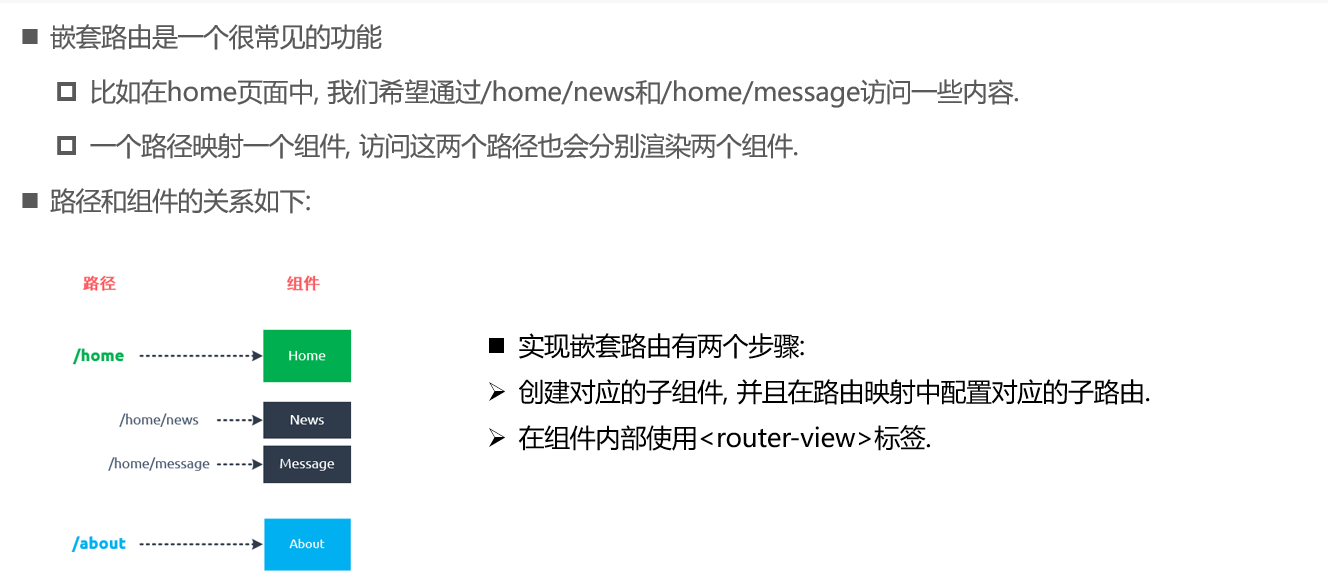 嵌套路由是一个很常见的功能
比如在home页面中, 我们希望通过/home/news和/home/message访问一些内容.
一个路径映射一个组件, 访问这两个路径也会分别渲染两个组件.
路径和组件的关系如下:
路径 组件
/home Home
/home/news News
/home/message Message
/about About
实现嵌套路由有两个步骤:
创建对应的子组件, 并且在路由映射中配置对应的子路由.
在组件内部使用<router-view>标签.